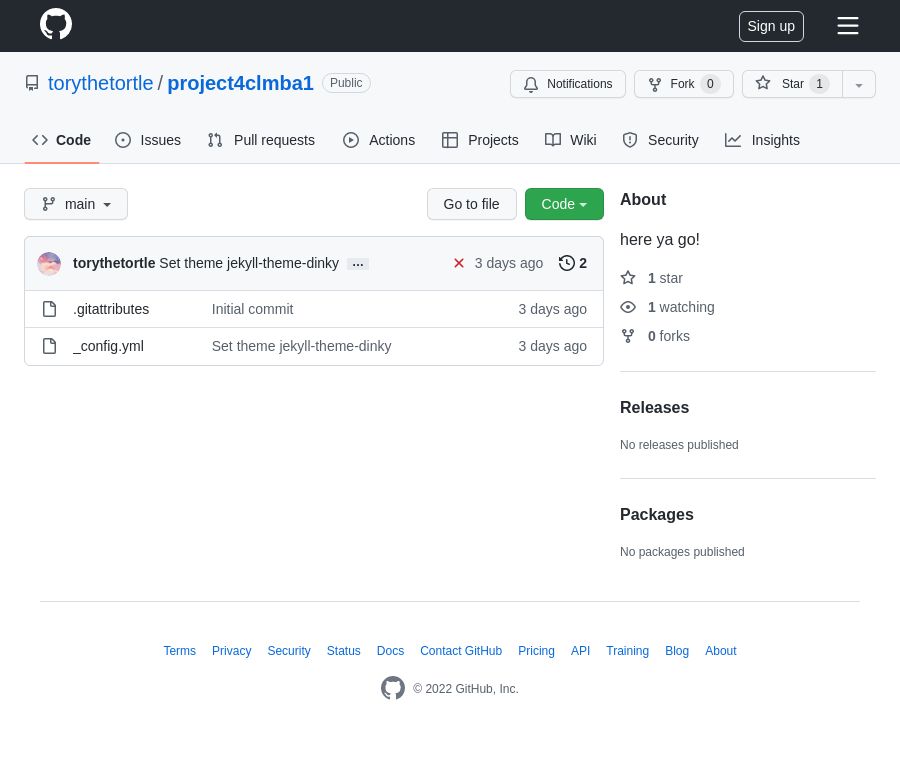 Sign up
torythetortle / project4clmba1 Public
Notifications Fork 0 Star 1
Code Issues Pull requests Actions Projects Wiki Security Insights
main Go to file Code
torythetortle Set theme jekyll-theme-dinky ... 3 days ago 2
.gitattributes Initial commit 3 days ago
_config.yml Set theme jekyll-theme-dinky 3 days ago
About
here ya go!
1 star
1 watching
0 forks
Releases
No releases published
Packages
No packages published
Terms Privacy Security Status Docs Contact GitHub Pricing API Training Blog About
© 2022 GitHub, Inc.